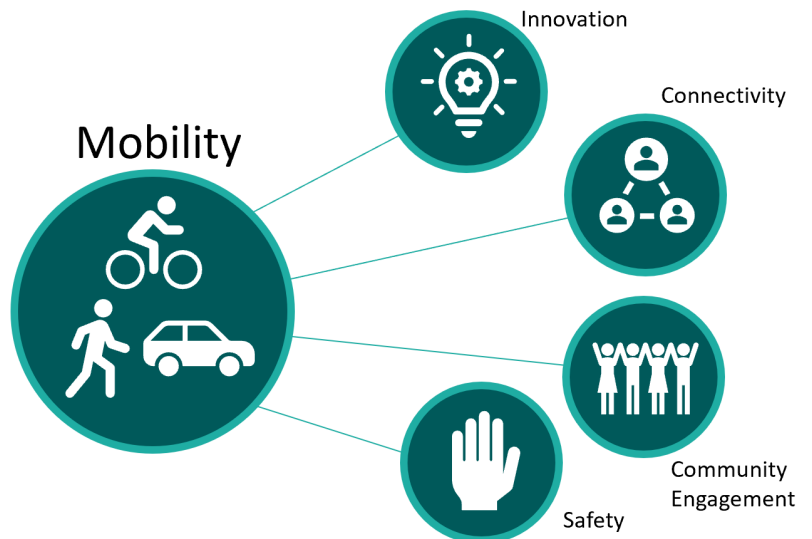 Innovation
Connectivity
Mobility
Community
Engagement
Safety